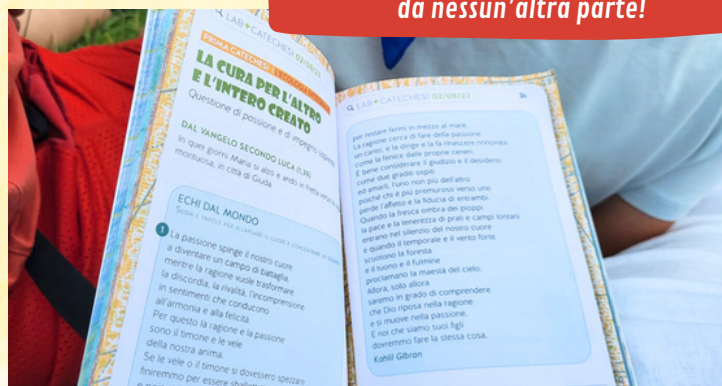 da nessun'altra parte!
LAB+CATECHESI 02/08/23
PRIMA CATECHESI | ECOLOGIA
LA CURA PER L'ALTRO
E L'INTERO CREATO
Questione di passione e di impegno
DAL VANGELO SECONDO LUCA (1,39)
In quei giorni Maria si alzò e andò in fretta verso la
montuosa, in città di Giuda.
ECHI DAL MONDO
1 La passione spinge il nostro cuore
a diventare un campo di battaglia,
mentre la ragione vuole trasformare
la discordia, la rivalità, l'incomprensione
in sentimenti che conducono
all'armonia e alla felicità.
Per questo la ragione e la passione
sono il timone e le vele
della nostra anima.
Se le vele o il timone si dovessero spezzare
finiremmo per essere
LAB+CATECHESI 02/08/23
per restare fermi in mezzo al mare.
La ragione cerca di fare della passione
un canto, e la dirige e la fa rinascere rinnovata
come la fenice dalle proprie ceneri.
È bene considerare il giudizio e il desiderio
come due graditi ospiti
ed amarli, l'uno non più dell'altro
poiché chi è più premuroso verso uno
perde l'affetto e la fiducia di entrambi.
Quando la fresca ombra dei pioppi
la pace e la tenerezza di prati e campi lontani
entrano nel silenzio del nostro cuore
e quando il temporale e il vento forte
scuotono la foresta
e il tuono e il fulmine
proclamano la maestà del cielo.
Allora, solo allora
saremo in grado di comprendere
che Dio riposa nella ragione
e si muove nella passione.
E noi che siamo suoi figli
dovremmo fare la stessa cosa.
Kahlil Gibran